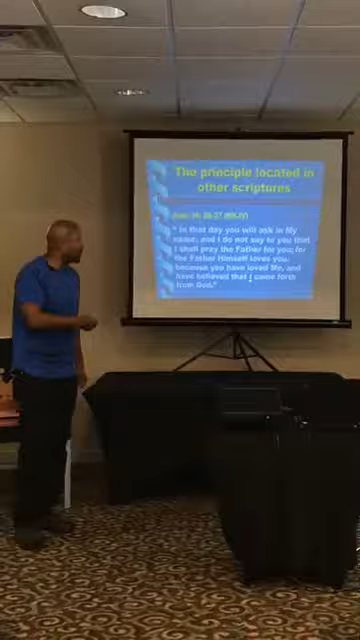 The principle located in
other scriptures
John 16: 26-27 (NKJV)
" In that day you will ask in My
name, and I do not say to you that
I shall pray the Father for you; for
the Father Himself loves you,
because you have loved Me, and
have believed that I came forth
from God."